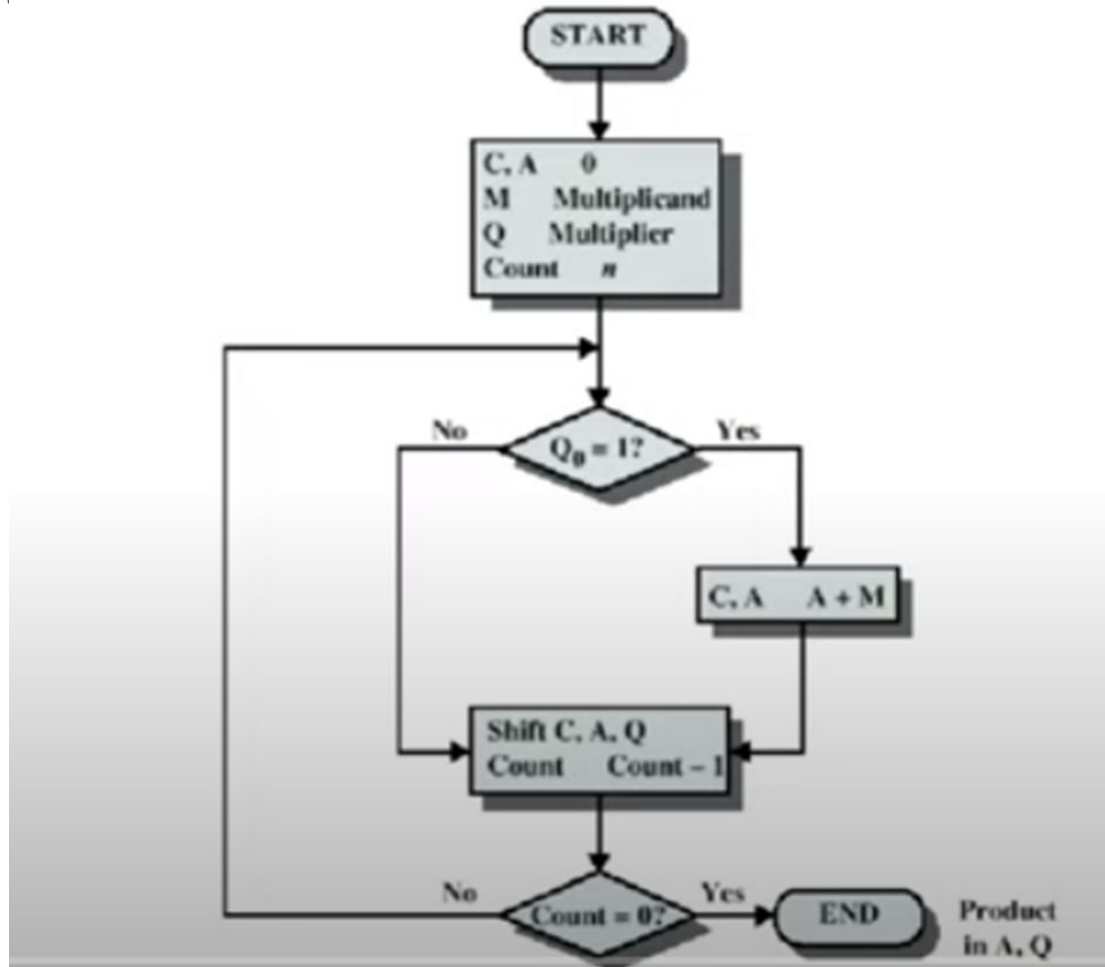 START
C, A 0
M Multiplicand
Q Multiplier
Count n
No
Q0 = 1?
Yes
C, A A + M
Shift C, A, Q
Count Count – 1
No
Count = 0?
Yes
END
Product
in A, Q